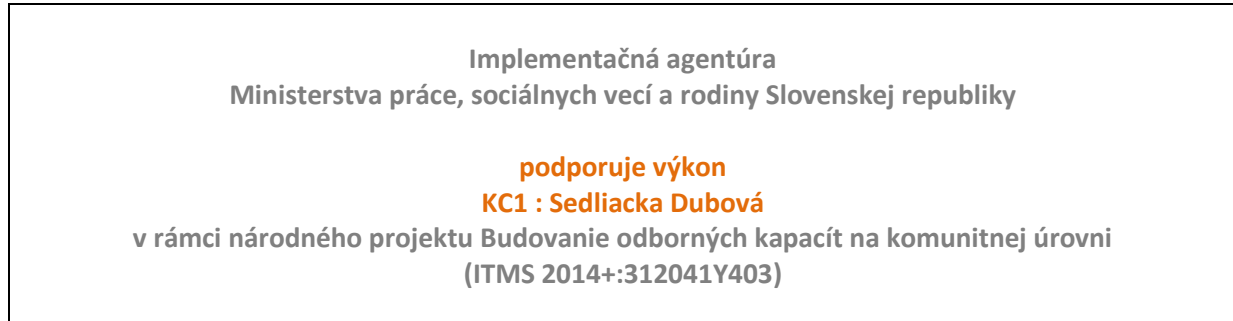 Implementačná agentúra
Ministerstva práce, sociálnych vecí a rodiny Slovenskej republiky
podporuje výkon
KC1 : Sedliacka Dubová
v rámci národného projektu Budovanie odborných kapacít na komunitnej úrovni
(ITMS 2014+:312041Y403)